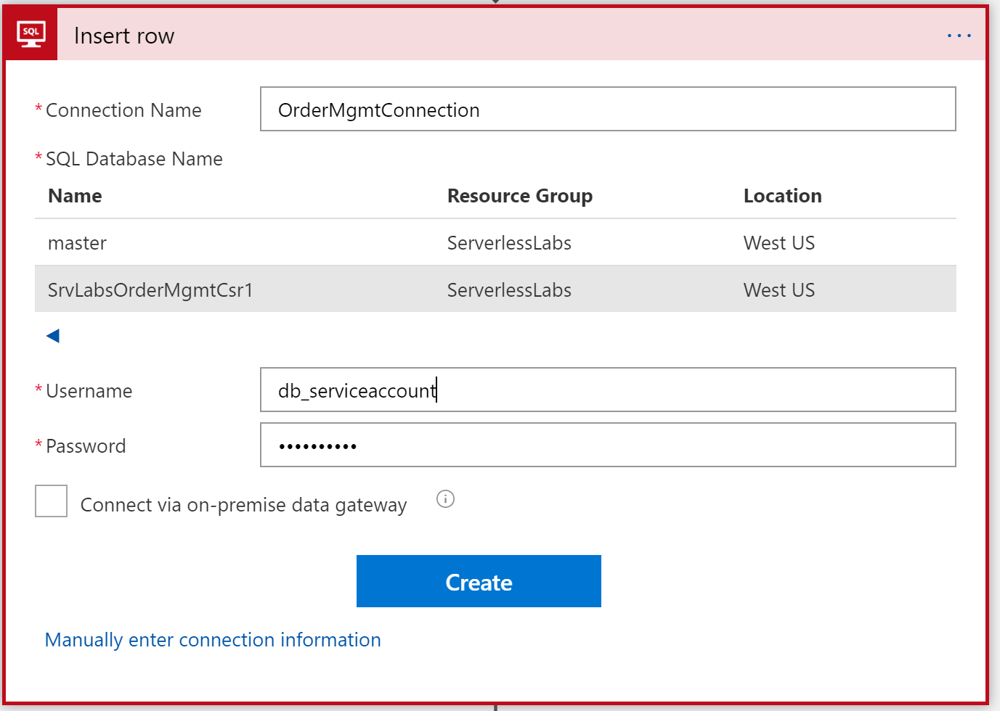 SQL
Insert row
...
* Connection Name OrderMgmtConnection
* SQL Database Name
Name Resource Group Location
master ServerlessLabs West US
SrvLabsOrderMgmtCsr1 ServerlessLabs West US
* Username db_serviceaccount
* Password ••••••••••
Connect via on-premise data gateway
Create
Manually enter connection information